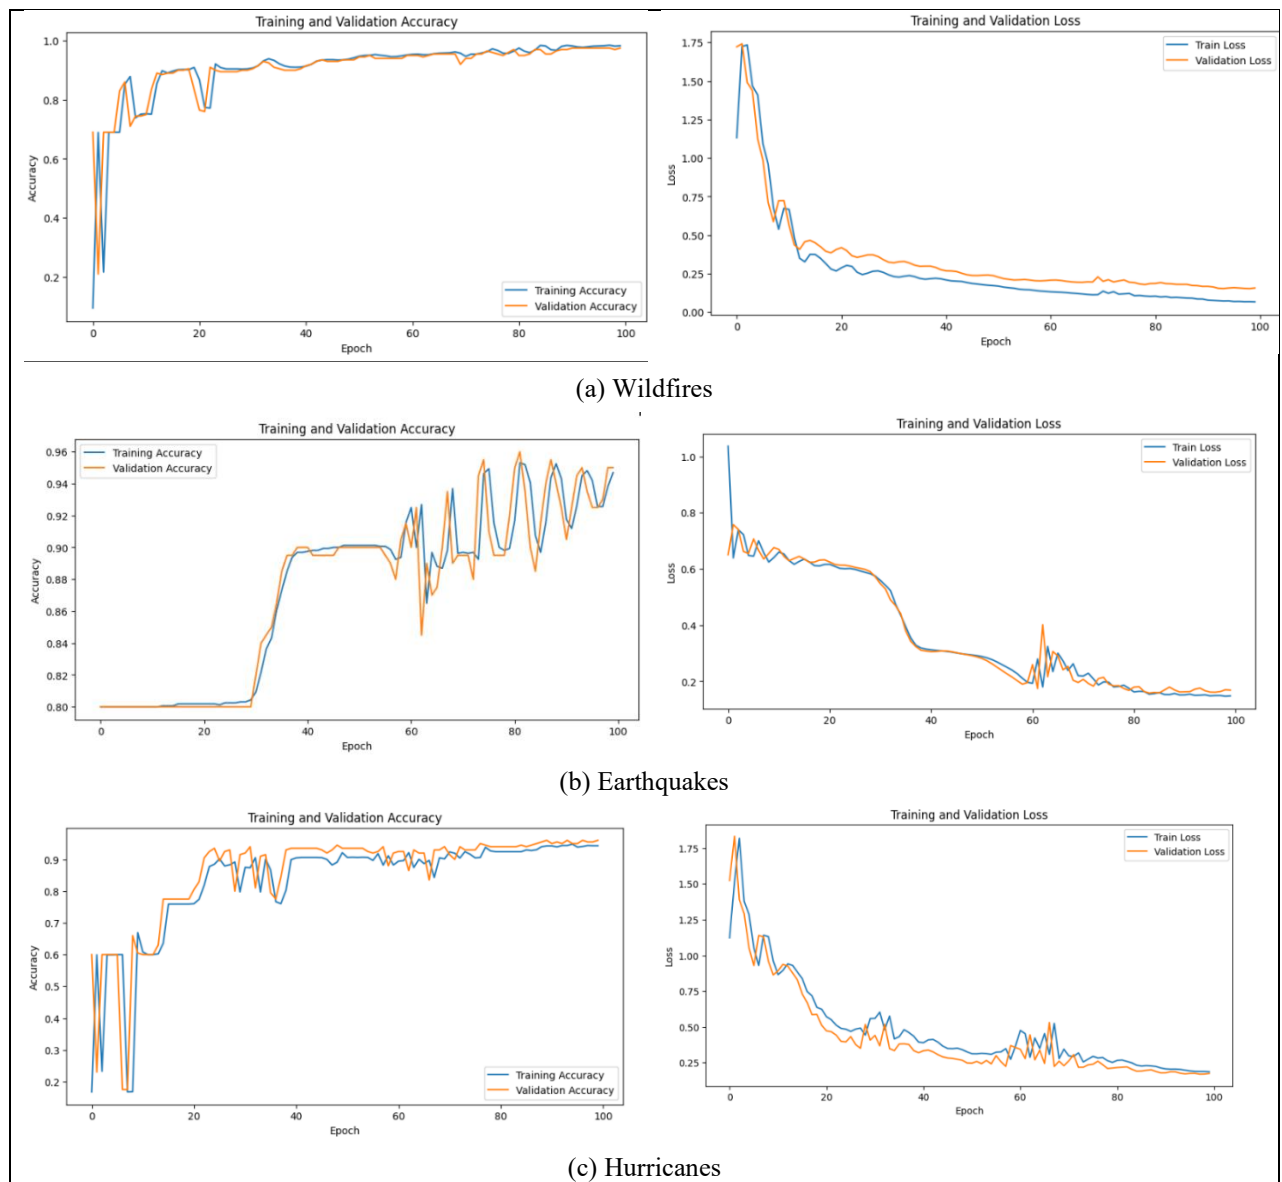 Training and Validation Accuracy
1.0
0.8
0.6
0.4
0.2
Accuracy
Training Accuracy
Validation Accuracy
0 20 40 60 80 100
Epoch
Training and Validation Loss
1.75
1.50
1.25
1.00
0.75
0.50
0.25
0.00
Loss
Train Loss
Validation Loss
0 20 40 60 80 100
Epoch
(a) Wildfires
Training and Validation Accuracy
0.96
0.94
0.92
0.90
0.88
0.86
0.84
0.82
0.80
Accuracy
Training Accuracy
Validation Accuracy
0 20 40 60 80 100
Epoch
Training and Validation Loss
1.0
0.8
0.6
0.4
0.2
Loss
Train Loss
Validation Loss
0 20 40 60 80 100
Epoch
(b) Earthquakes
Training and Validation Accuracy
0.9
0.8
0.7
0.6
0.5
0.4
0.3
0.2
Accuracy
Training Accuracy
Validation Accuracy
0 20 40 60 80 100
Epoch
Training and Validation Loss
1.75
1.50
1.25
1.00
0.75
0.50
0.25
Loss
Train Loss
Validation Loss
0 20 40 60 80 100
Epoch
(c) Hurricanes